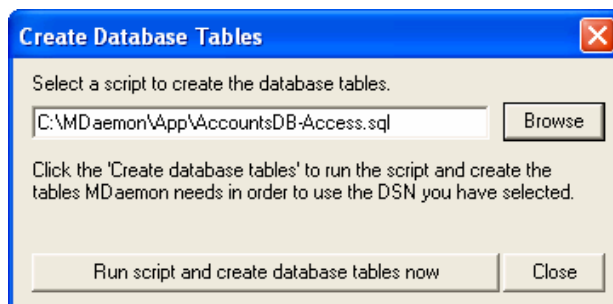 Create Database Tables
Select a script to create the database tables.
C:\MDaemon\App\AccountsDB-Access.sql
Browse
Click the 'Create database tables' to run the script and create the
tables MDaemon needs in order to use the DSN you have selected.
Run script and create database tables now
Close